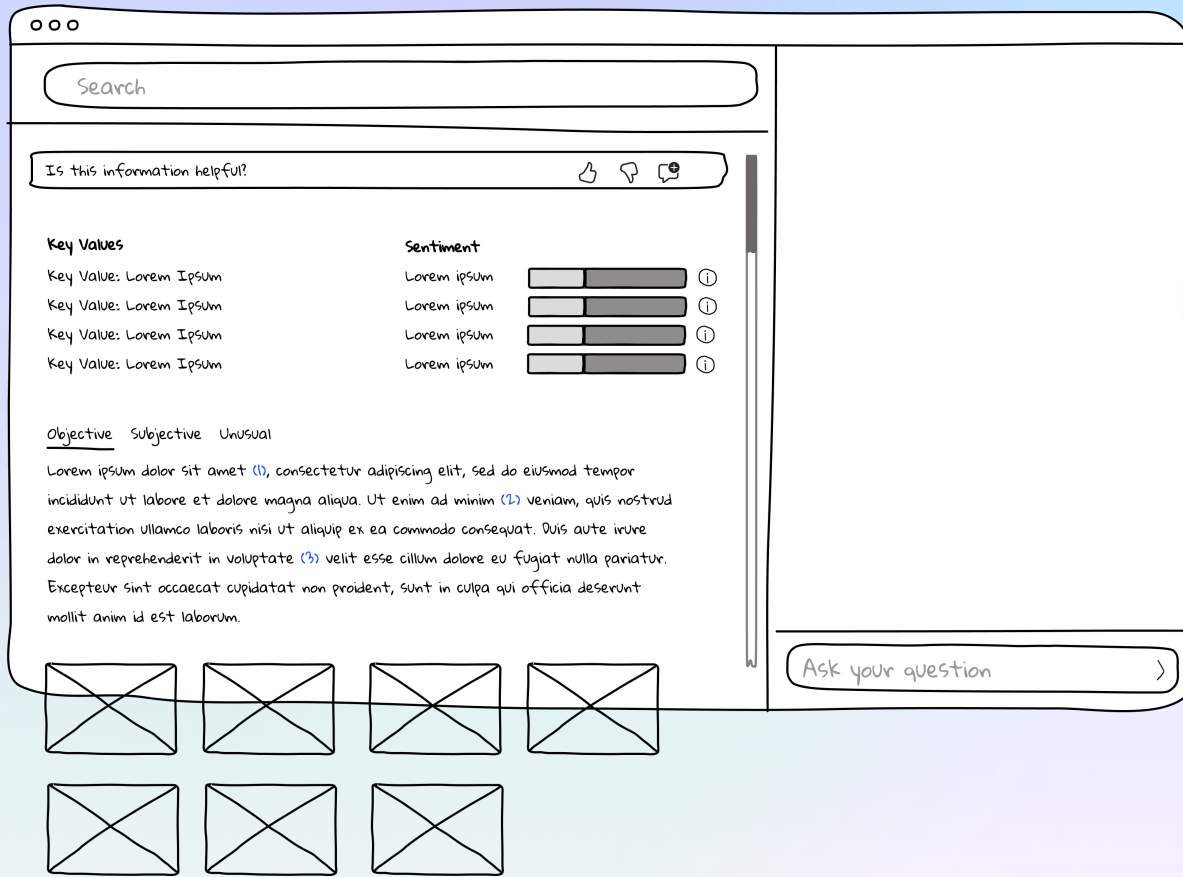 Search
Is this information helpful?
Key Values
Key Value: Lorem Ipsum
Key Value: Lorem Ipsum
Key Value: Lorem Ipsum
Key Value: Lorem Ipsum
Sentiment
Lorem ipsum
Lorem ipsum
Lorem ipsum
Lorem ipsum
Objective Subjective Unusual
Lorem ipsum dolor sit amet (1), consectetur adipiscing elit, sed do eiusmod tempor
incididunt ut labore et dolore magna aliqua. Ut enim ad minim (2) veniam, quis nostrud
exercitation ullamco laboris nisi ut aliquip ex ea commodo consequat. Duis aute irure
dolor in reprehenderit in voluptate (3) velit esse cillum dolore eu fugiat nulla pariatur.
Excepteur sint occaecat cupidatat non proident, sunt in culpa qui officia deserunt
mollit anim id est laborum.
Ask your question